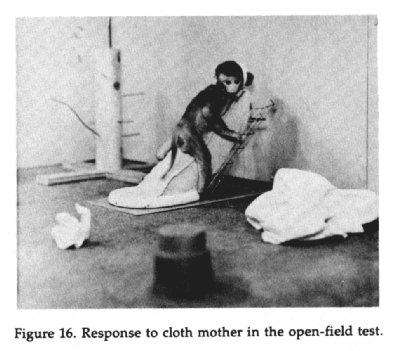 Figure 16. Response to cloth mother in the open-field test.